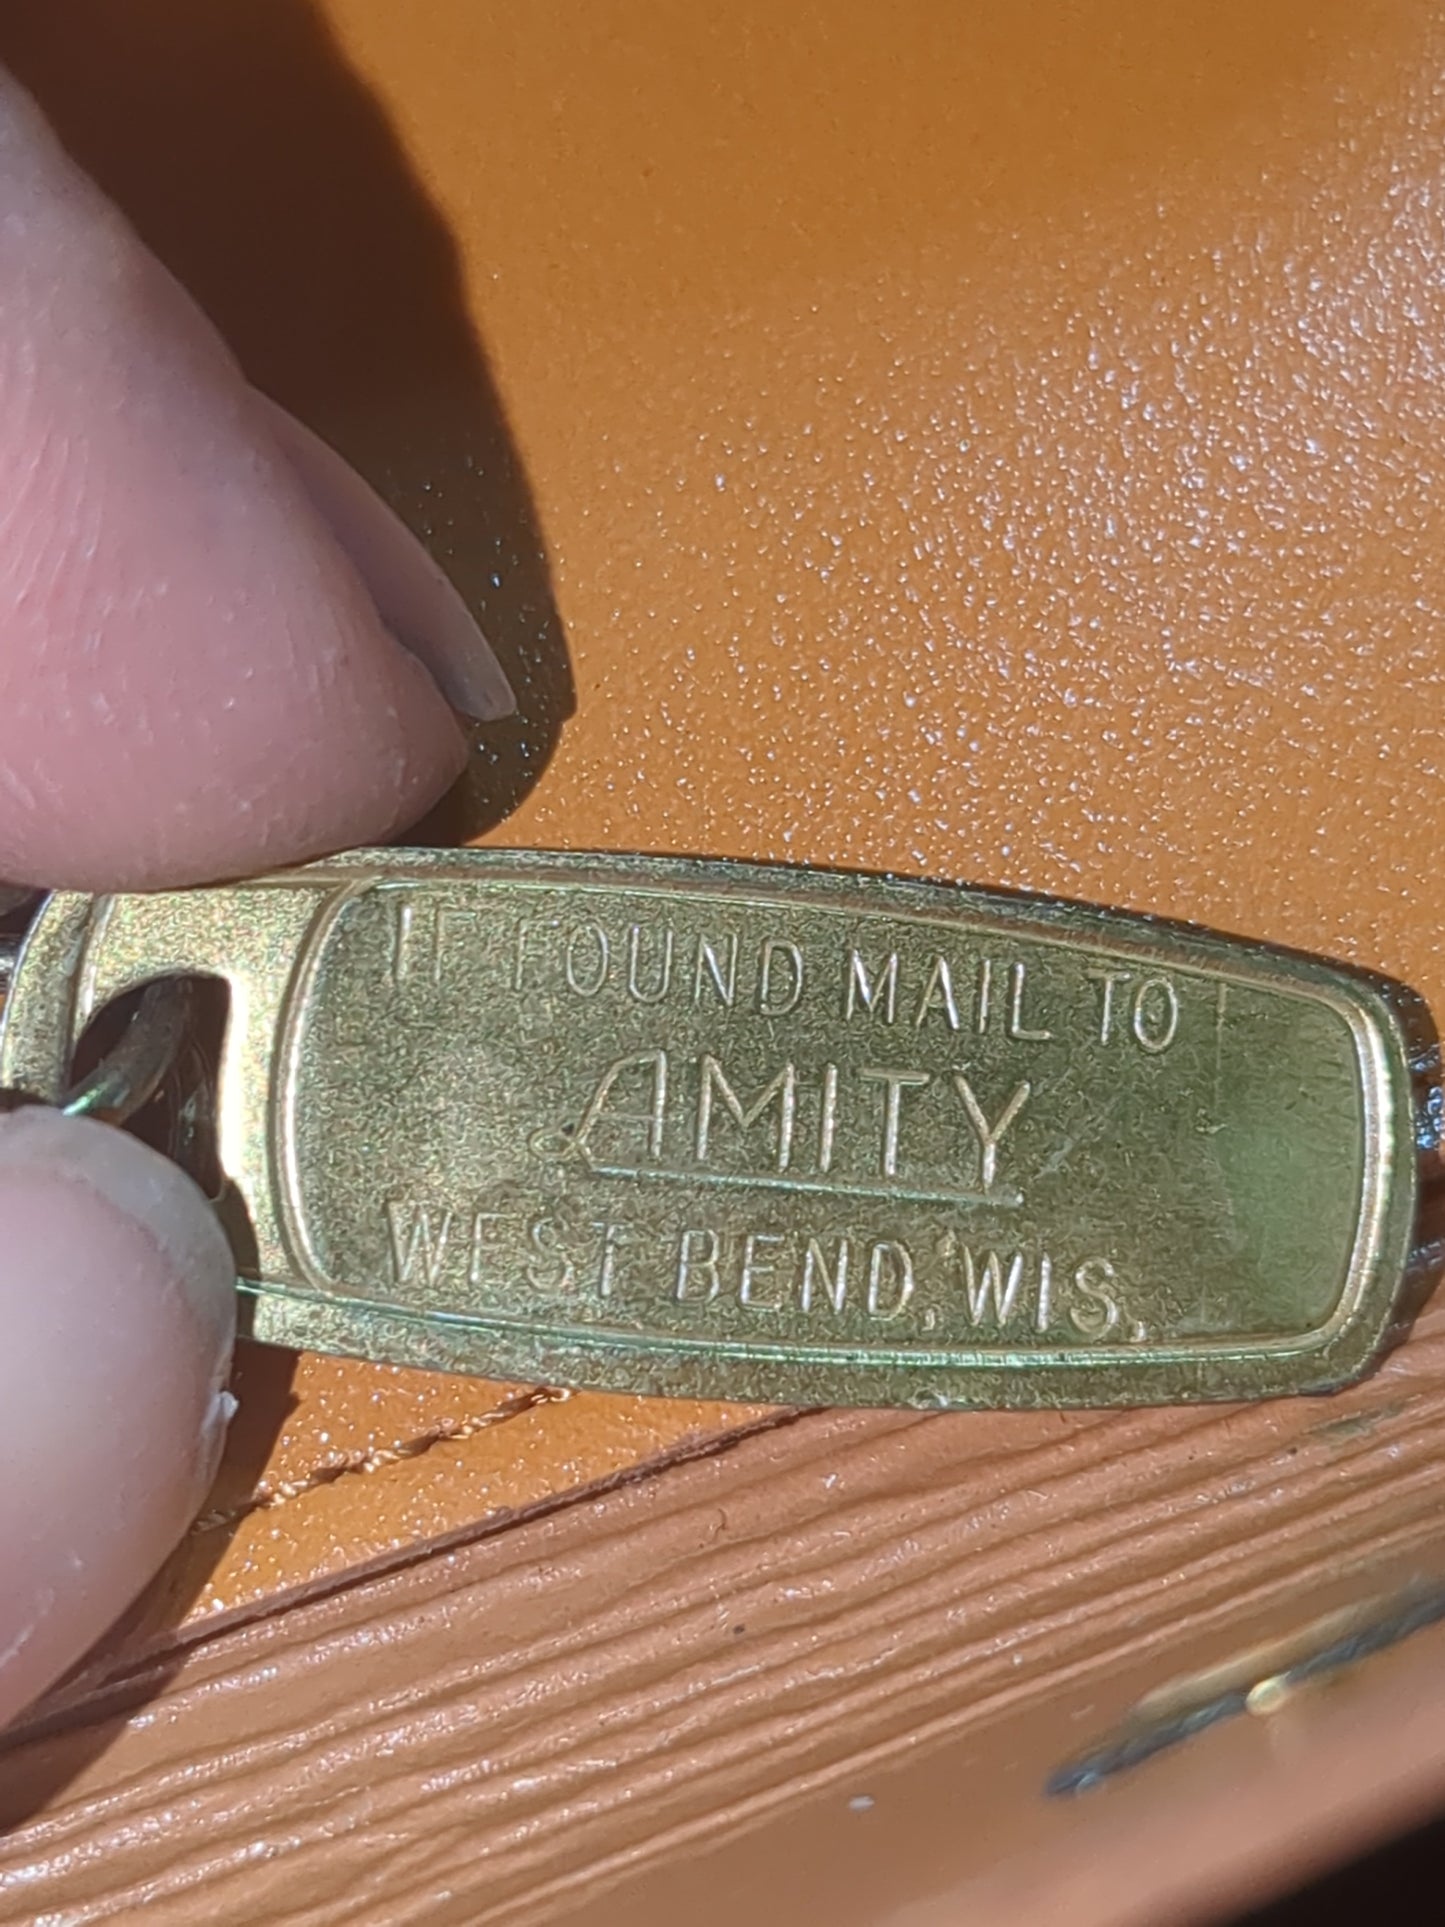 IF FOUND MAIL TO
AMITY
WEST BEND, WIS.